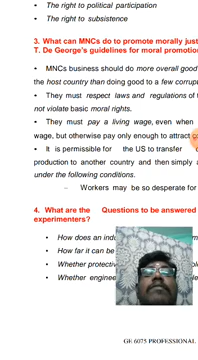 • The right to political participation
• The right to subsistence
3. What can MNCs do to promote morally just
T. De George's guidelines for moral promotion
• MNCs business should do more overall good
the host country than doing good to a few corrup
• They must respect laws and regulations of t
not violate basic moral rights.
• They must pay a living wage, even when
wage, but otherwise pay only enough to attract
• It is permissible for the US to transfer
production to another country and then simply
under the following conditions.
– Workers may be so desperate for
4. What are the Questions to be answered
experimenters?
• How does an indu
• How far it can be
• Whether protectiv
• Whether engineer
GE 6075 PROFESSIONAL